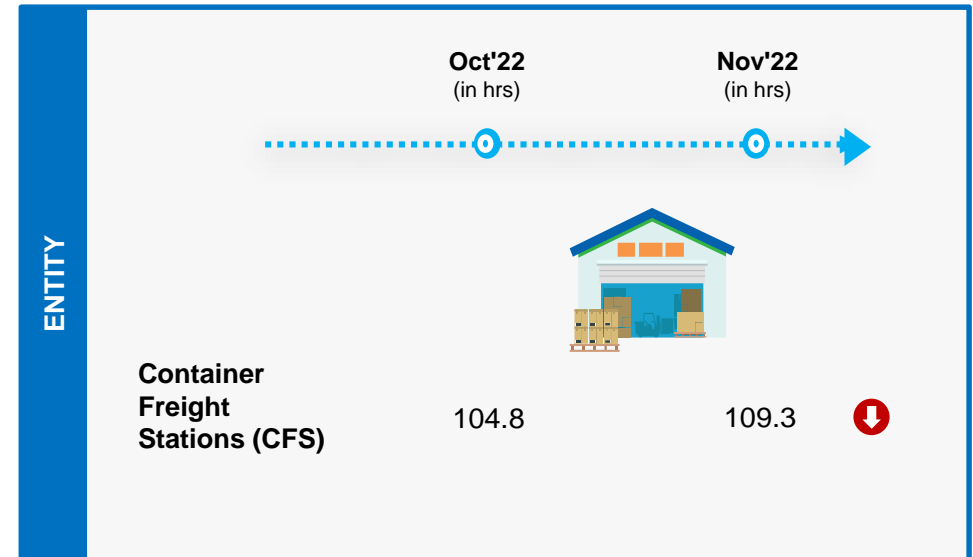 Oct'22
(in hrs)
Nov'22
(in hrs)
ENTITY
Container
Freight
Stations (CFS)
104.8
109.3